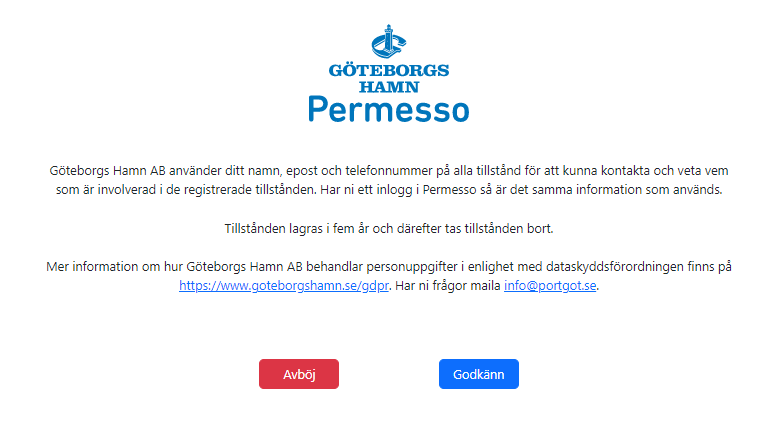 GÖTEBORGS
HAMN
Permesso
Göteborgs Hamn AB använder ditt namn, epost och telefonnummer på alla tillstånd för att kunna kontakta och veta vem
som är involverad i de registrerade tillstånden. Har ni ett inlogg i Permesso så är det samma information som används.
Tillstånden lagras i fem år och därefter tas tillstånden bort.
Mer information om hur Göteborgs Hamn AB behandlar personuppgifter i enlighet med dataskyddsförordningen finns på
https://www.goteborgshamn.se/gdpr. Har ni frågor maila info@portgot.se.
Avböj
Godkänn